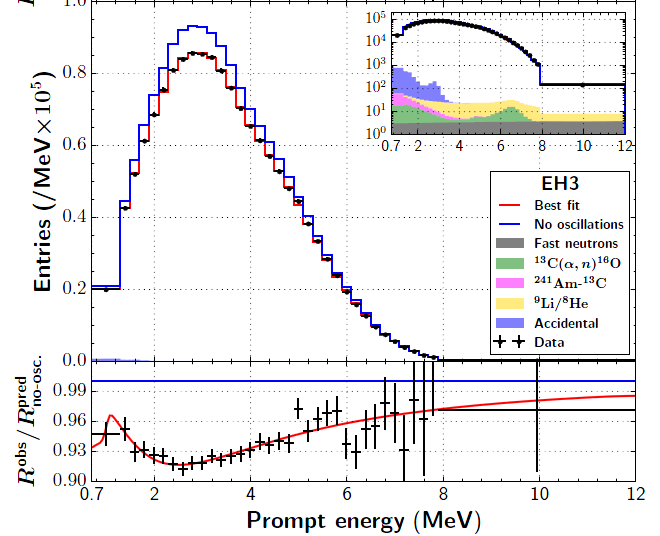 1.0
0.8
0.6
0.4
0.2
0.0
Entries (/MeV×10⁵)
10⁵
10⁴
10³
10²
10¹
10⁰
0.7 2 4 6 8 10 12
EH3
Best fit
No oscillations
Fast neutrons
¹³C(α, n)¹⁶O
²⁴¹Am-¹³C
⁹Li/⁸He
Accidental
Data
0.99
0.96
0.93
0.90
R^obs/R^pred_no-osc.
0.7 2 4 6 8 10 12
Prompt energy (MeV)